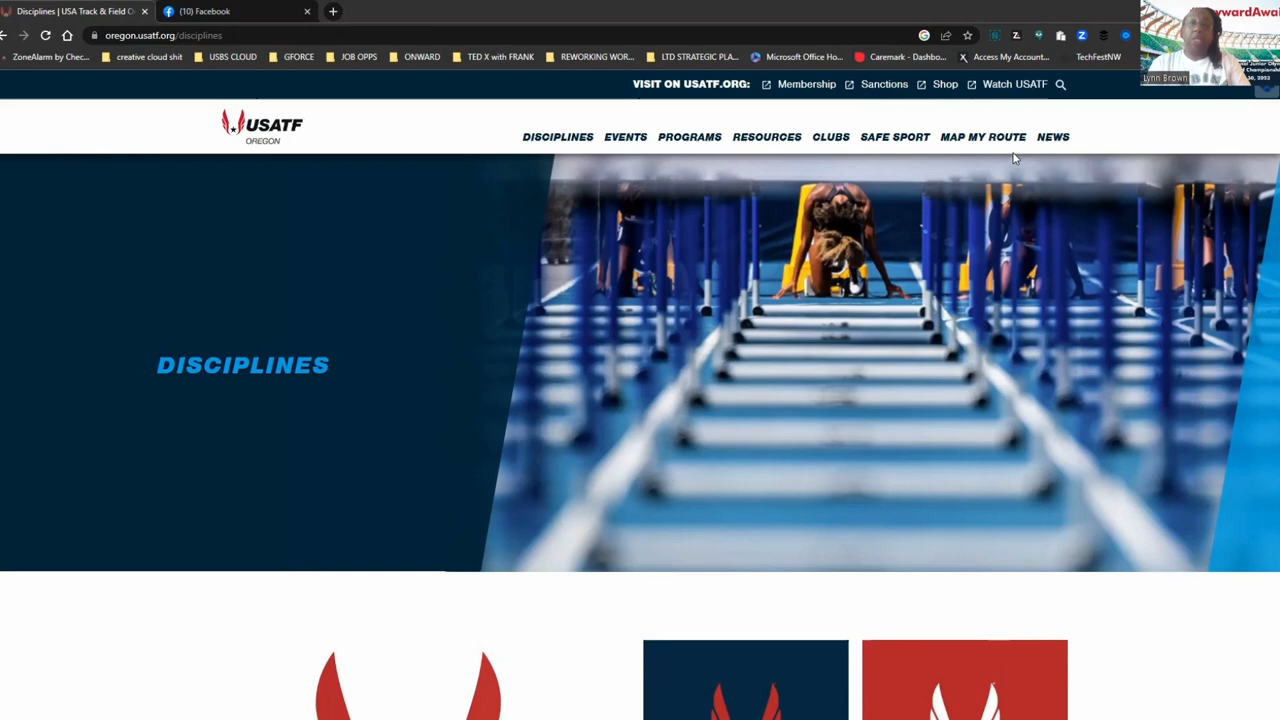 Disciplines | USA Track & Field O
(10) Facebook
oregon.usatf.org/disciplines
ZoneAlarm by Chec...
creative cloud shit
USBS CLOUD
GFORCE
JOB OPPS
ONWARD
TED X with FRANK
REWORKING WOR...
LTD STRATEGIC PLA...
Microsoft Office Ho...
Caremark - Dashbo...
Access My Account...
TechFestNW
Lynn Brown
VISIT ON USATF.ORG:
Membership
Sanctions
Shop
Watch USATF
USATF
OREGON
DISCIPLINES
EVENTS
PROGRAMS
RESOURCES
CLUBS
SAFE SPORT
MAP MY ROUTE
NEWS
DISCIPLINES